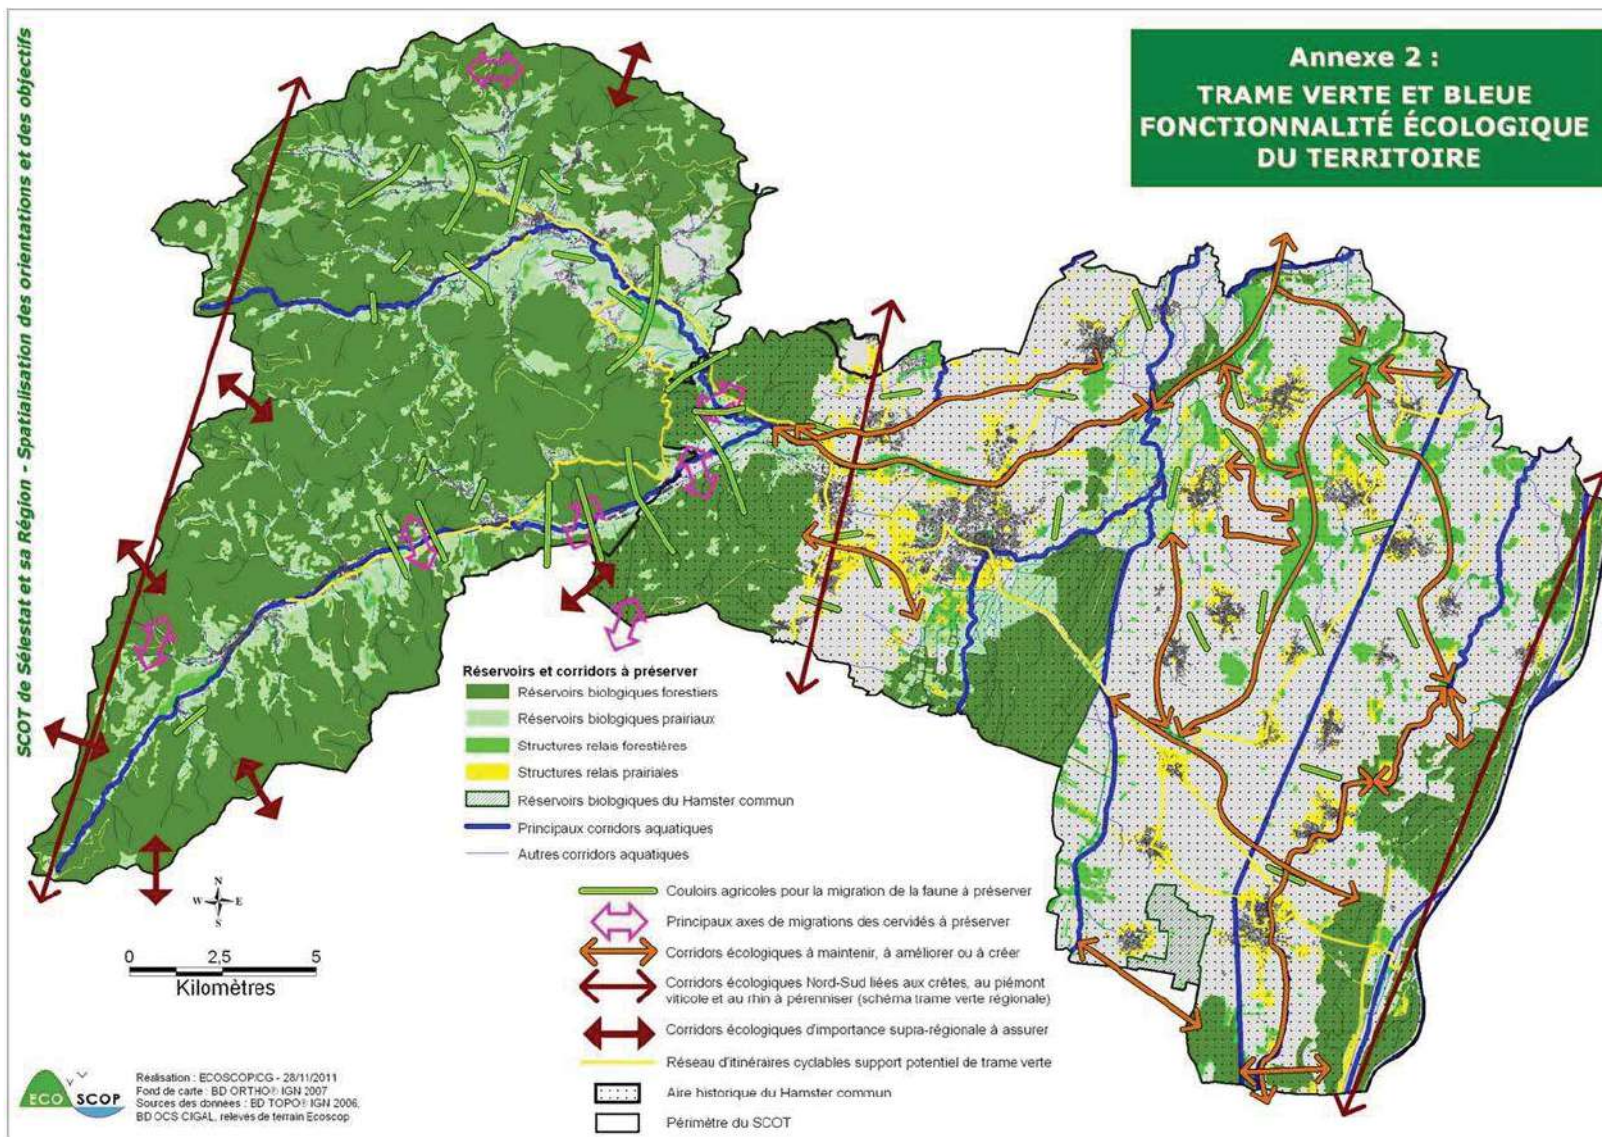 SCOT de Sélestat et sa Région - Spatialisation des orientations et des objectifs
Annexe 2 :
TRAME VERTE ET BLEUE
FONCTIONNALITÉ ÉCOLOGIQUE
DU TERRITOIRE
Réservoirs et corridors à préserver
Réservoirs biologiques forestiers
Réservoirs biologiques prairiaux
Structures relais forestières
Structures relais prairiales
Réservoirs biologiques du Hamster commun
Principaux corridors aquatiques
Autres corridors aquatiques
Couloirs agricoles pour la migration de la faune à préserver
Principaux axes de migrations des cervidés à préserver
Corridors écologiques à maintenir, à améliorer ou à créer
Corridors écologiques Nord-Sud liées aux crêtes, au piémont
viticole et au rhin à pérenniser (schéma trame verte régionale)
Corridors écologiques d'importance supra-régionale à assurer
Réseau d'itinéraires cyclables support potentiel de trame verte
Aire historique du Hamster commun
Périmètre du SCOT
N
W E
S
0 2,5 5
Kilomètres
ECO SCOP
Réalisation : ECOSCOP/CG - 28/11/2011
Fond de carte : BD ORTHO® IGN 2007
Sources des données : BD TOPO® IGN 2006,
BD OCS CIGAL, relevés de terrain Ecoscop